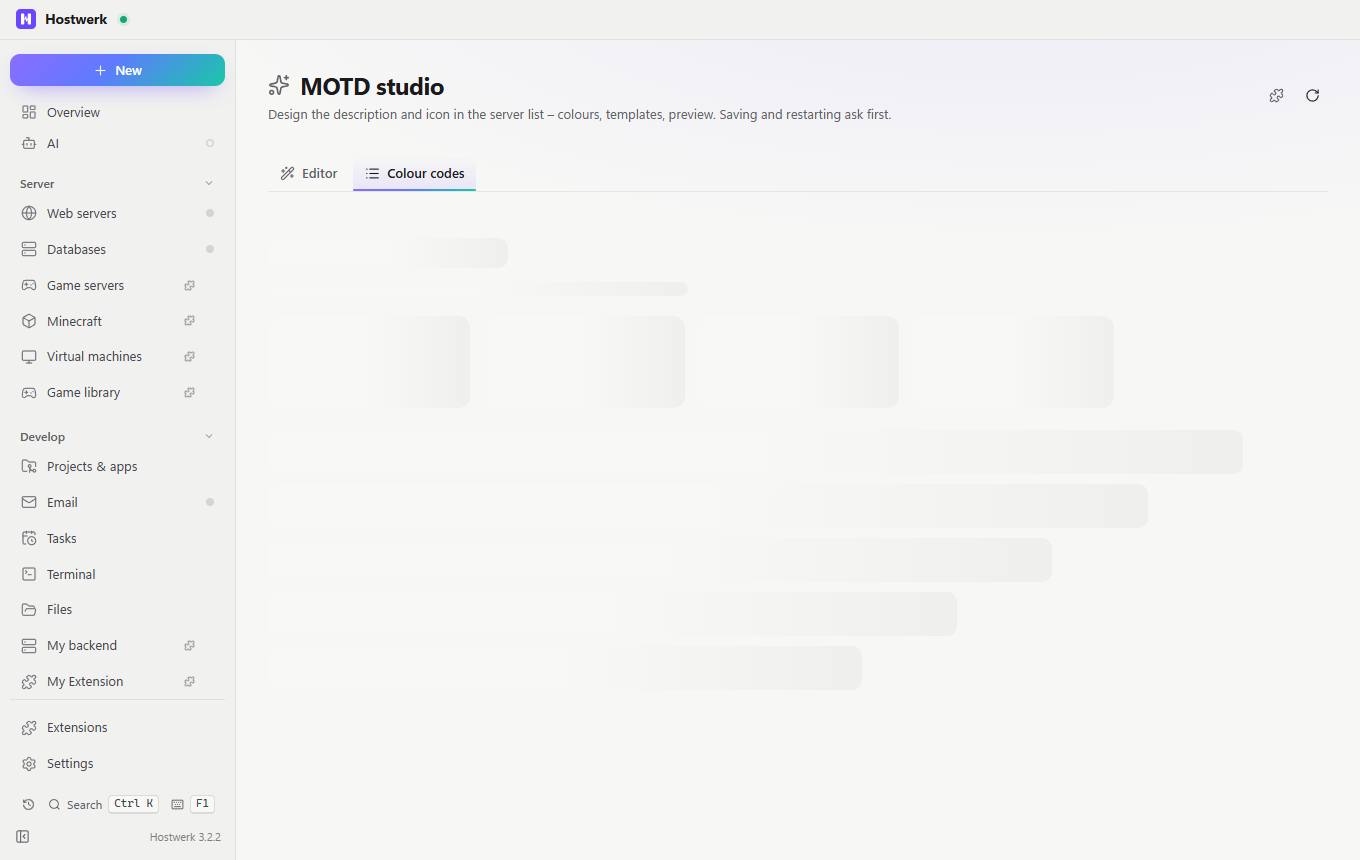 Hostwerk
New
Overview
AI
Server
Web servers
Databases
Game servers
Minecraft
Virtual machines
Game library
Develop
Projects & apps
Email
Tasks
Terminal
Files
My backend
My Extension
Extensions
Settings
Search Ctrl K F1
Hostwerk 3.2.2
MOTD studio
Design the description and icon in the server list – colours, templates, preview. Saving and restarting ask first.
Editor Colour codes